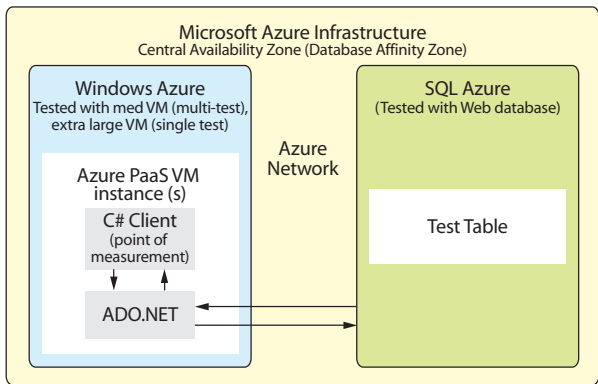 Microsoft Azure Infrastructure
Central Availability Zone (Database Affinity Zone)
Windows Azure
Tested with med VM (multi-test),
extra large VM (single test)
Azure PaaS VM
instance (s)
C# Client
(point of
measurement)
ADO.NET
Azure
Network
SQL Azure
(Tested with Web database)
Test Table